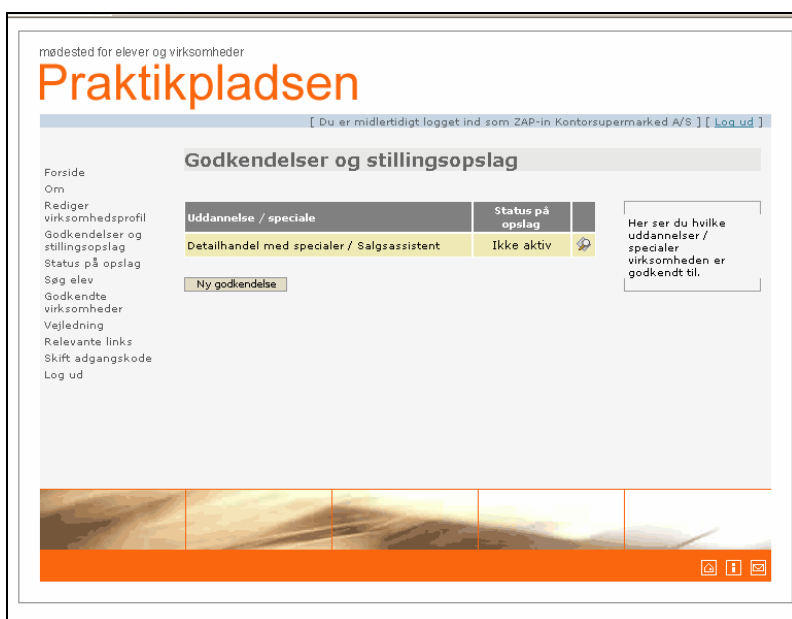 mødested for elever og virksomheder
Praktikpladsen
[ Du er midlertidigt logget ind som ZAP-in Kontorsupermarked A/S ] [ Log ud ]
Forside
Om
Rediger
virksomhedsprofil
Godkendelser og
stillingsopslag
Status på opslag
Søg elev
Godkendte
virksomheder
Vejledning
Relevante links
Skift adgangskode
Log ud
Godkendelser og stillingsopslag
Uddannelse / speciale
Status på
opslag
Detailhandel med specialer / Salgsassistent
Ikke aktiv
Ny godkendelse
Her ser du hvilke
uddannelser /
specialer
virksomheden er
godkendt til.